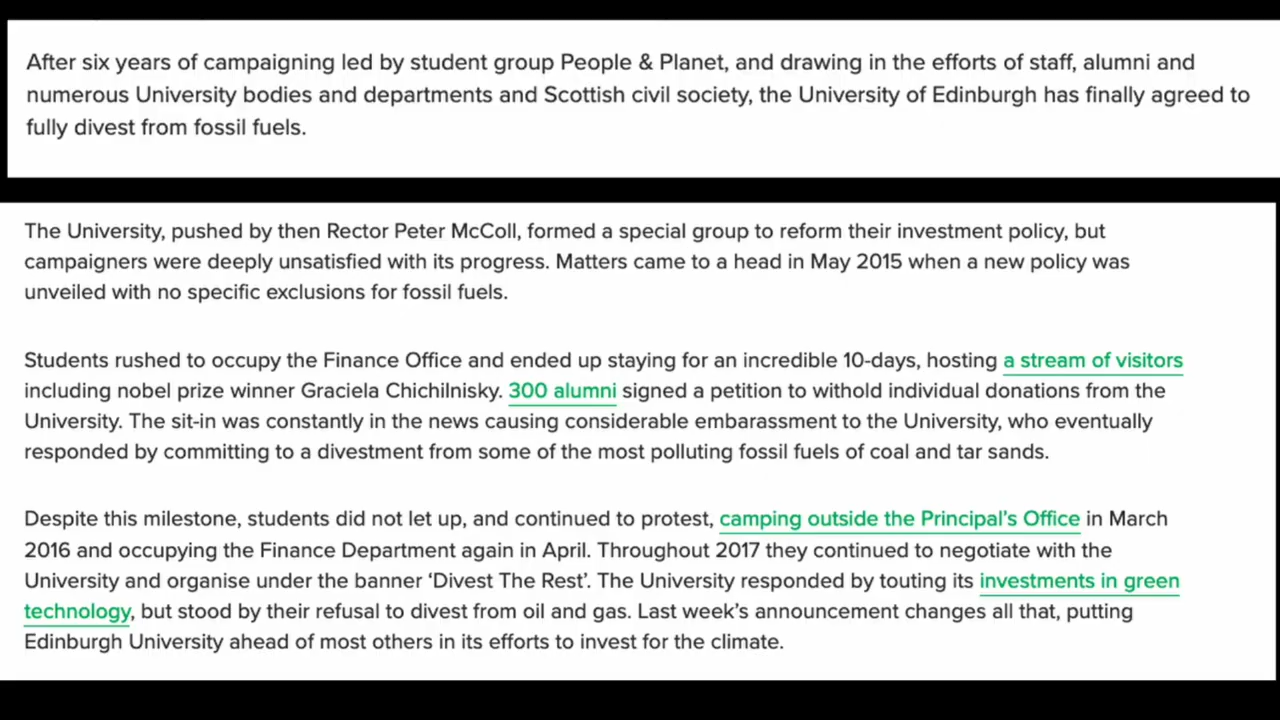 After six years of campaigning led by student group People & Planet, and drawing in the efforts of staff, alumni and
numerous University bodies and departments and Scottish civil society, the University of Edinburgh has finally agreed to
fully divest from fossil fuels.
The University, pushed by then Rector Peter McColl, formed a special group to reform their investment policy, but
campaigners were deeply unsatisfied with its progress. Matters came to a head in May 2015 when a new policy was
unveiled with no specific exclusions for fossil fuels.
Students rushed to occupy the Finance Office and ended up staying for an incredible 10-days, hosting a stream of visitors
including nobel prize winner Graciela Chichilnisky. 300 alumni signed a petition to withold individual donations from the
University. The sit-in was constantly in the news causing considerable embarassment to the University, who eventually
responded by committing to a divestment from some of the most polluting fossil fuels of coal and tar sands.
Despite this milestone, students did not let up, and continued to protest, camping outside the Principal's Office in March
2016 and occupying the Finance Department again in April. Throughout 2017 they continued to negotiate with the
University and organise under the banner ‘Divest The Rest’. The University responded by touting its investments in green
technology, but stood by their refusal to divest from oil and gas. Last week's announcement changes all that, putting
Edinburgh University ahead of most others in its efforts to invest for the climate.